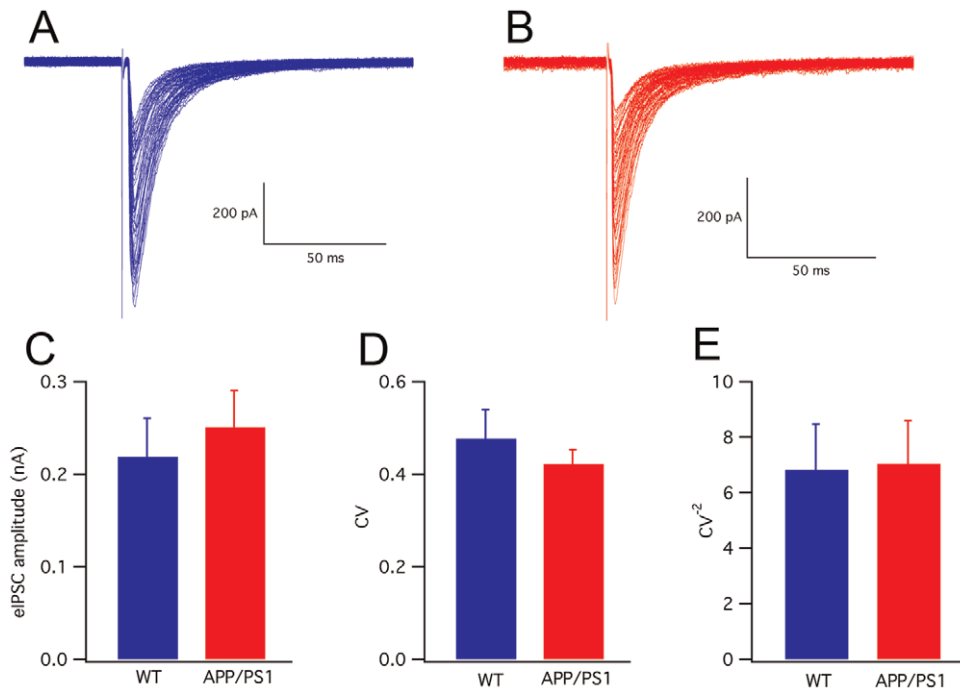 A
B
200 pA
50 ms
200 pA
50 ms
C
eIPSC amplitude (nA)
0.3
0.2
0.1
0.0
WT
APP/PS1
D
CV
0.6
0.4
0.2
0.0
WT
APP/PS1
E
CV-2
10
8
6
4
2
0
WT
APP/PS1